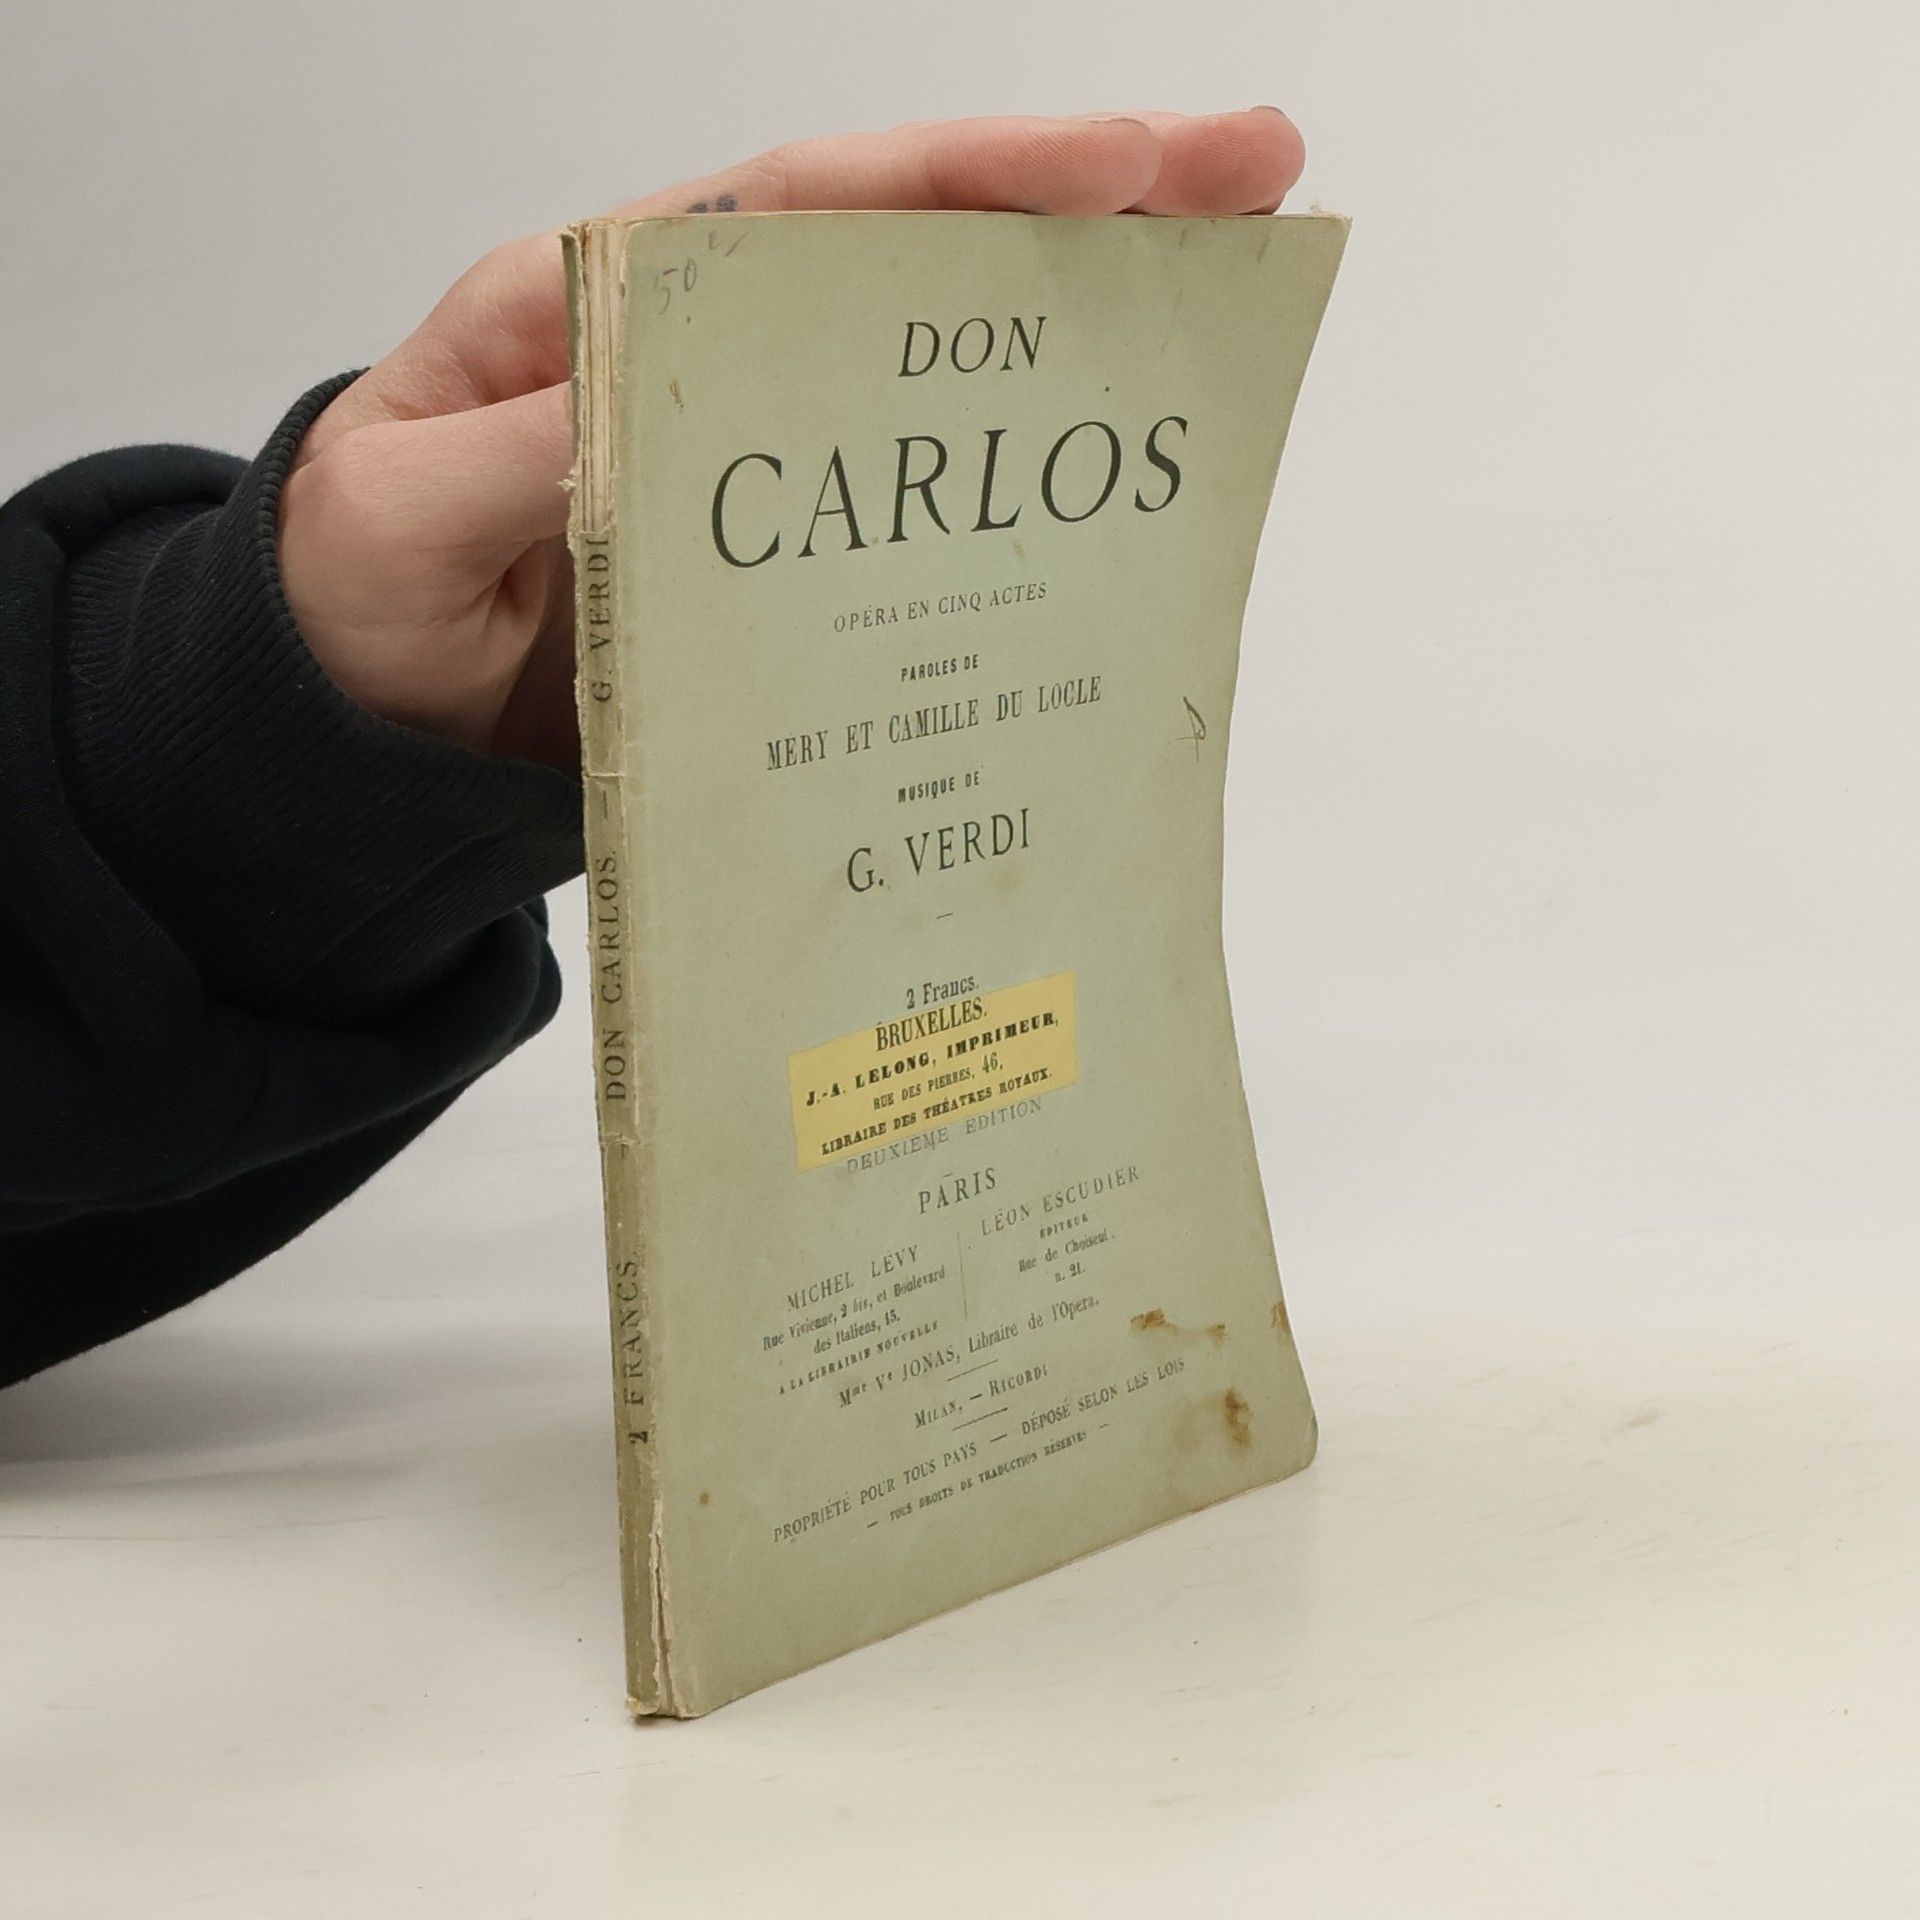 50
DON
CARLOS
OPÉRA EN CINQ ACTES
PAROLES DE
MÉRY ET CAMILLE DU LOCLE
MUSIQUE DE
G. VERDI
2 Francs.
BRUXELLES.
J.-A. LELONG, IMPRIMEUR,
RUE DES PIERRES, 46,
LIBRAIRE DES THÉATRES ROYAUX.
DEUXIÈME ÉDITION
PARIS
MICHEL LÉVY
Rue Vivienne, 2 bis, et Boulevard
des Italiens, 15.
A LA LIBRAIRIE NOUVELLE
LÉON ESCUDIER
ÉDITEUR
Rue de Choiseul,
n. 21.
Mme Ve JONAS, Libraire de l'Opéra.
MILAN, — RICORDI
PROPRIÉTÉ POUR TOUS PAYS — DÉPOSÉ SELON LES LOIS
— TOUS DROITS DE TRADUCTION RÉSERVÉS —
2 FRANCS. — DON CARLOS. — G. VERDI